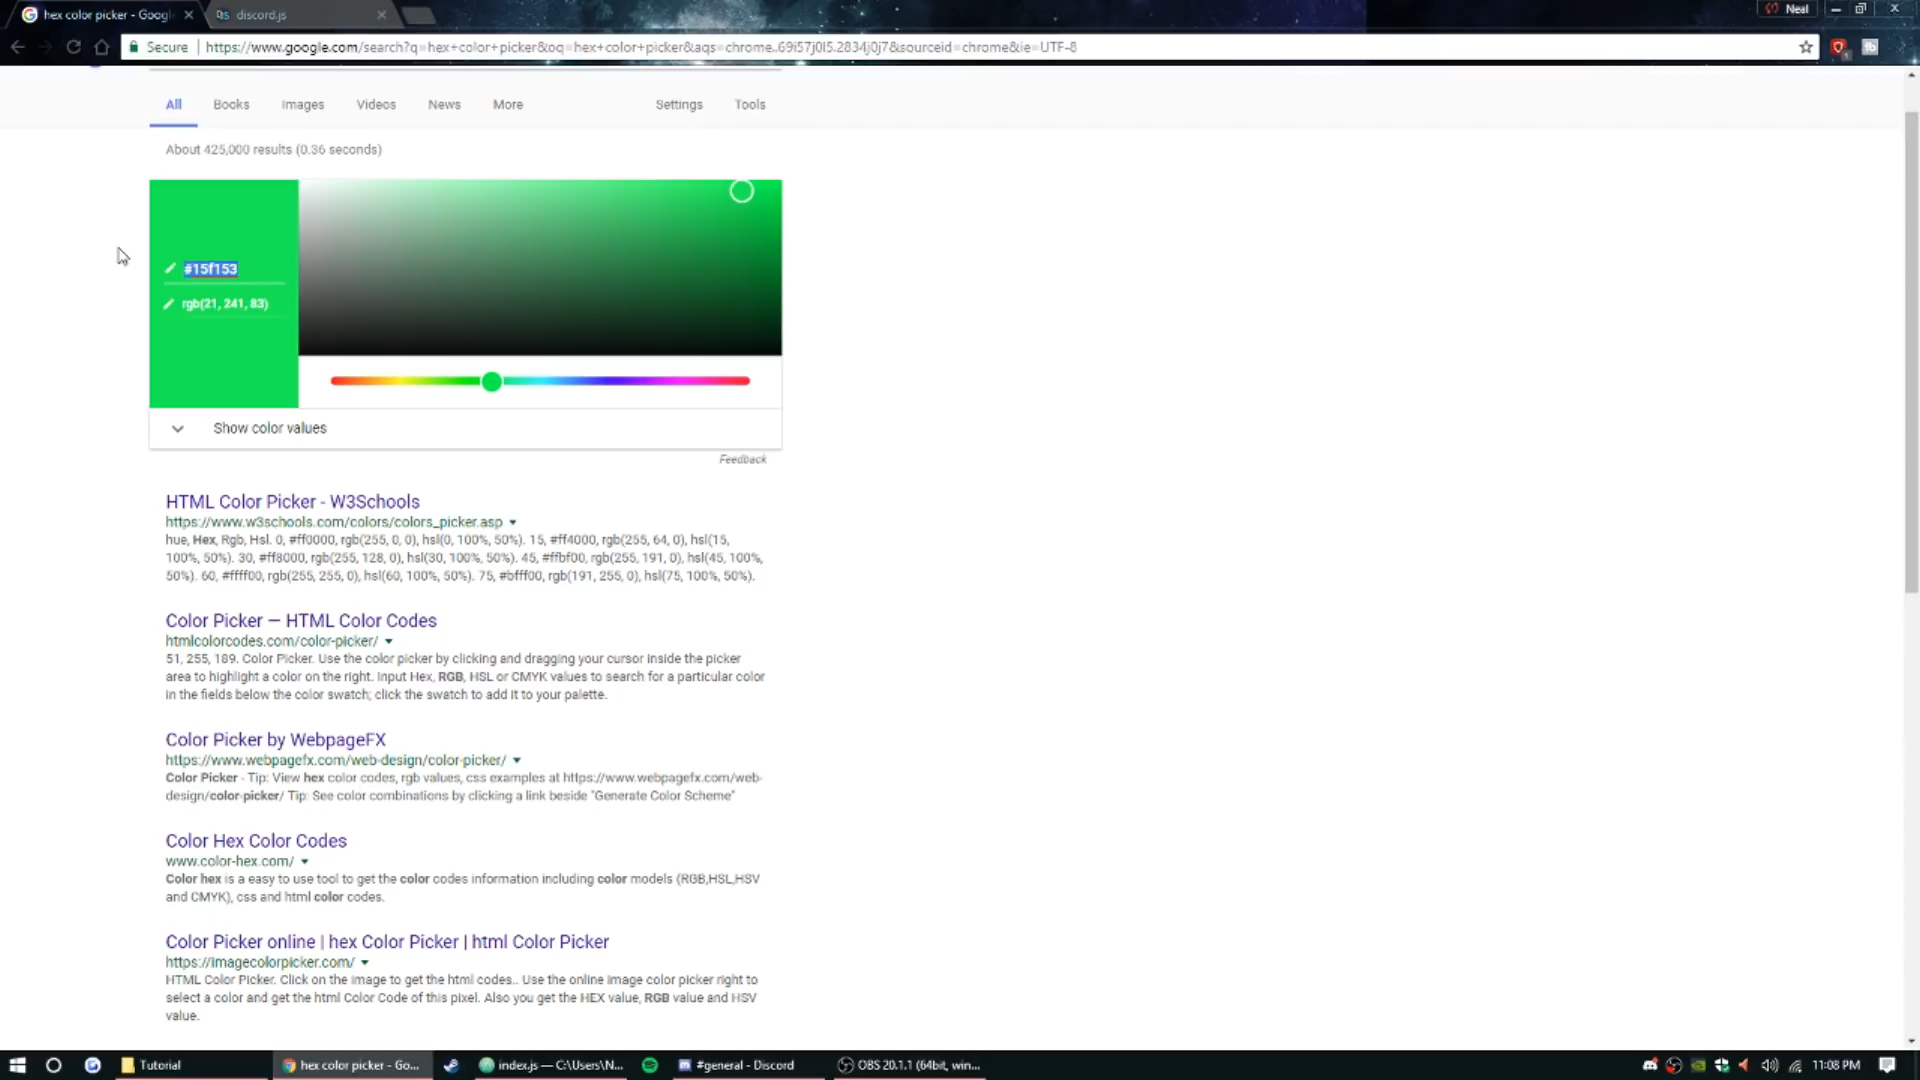 hex color picker - Googl
discord.js
Neal
Secure
https://www.google.com/search?q=hex+color+picker&oq=hex+color+picker&aqs=chrome..69i57j0l5.2834j0j7&sourceid=chrome&ie=UTF-8
All Books Images Videos News More Settings Tools
About 425,000 results (0.36 seconds)
#15f153
rgb(21, 241, 83)
Show color values
Feedback
HTML Color Picker - W3Schools
https://www.w3schools.com/colors/colors_picker.asp
hue, Hex, Rgb, Hsl. 0, #ff0000, rgb(255, 0, 0), hsl(0, 100%, 50%). 15, #ff4000, rgb(255, 64, 0), hsl(15,
100%, 50%). 30, #ff8000, rgb(255, 128, 0), hsl(30, 100%, 50%). 45, #ffbf00, rgb(255, 191, 0), hsl(45, 100%,
50%). 60, #ffff00, rgb(255, 255, 0), hsl(60, 100%, 50%). 75, #bfff00, rgb(191, 255, 0), hsl(75, 100%, 50%).
Color Picker — HTML Color Codes
htmlcolorcodes.com/color-picker/
51, 255, 189. Color Picker. Use the color picker by clicking and dragging your cursor inside the picker
area to highlight a color on the right. Input Hex, RGB, HSL or CMYK values to search for a particular color
in the fields below the color swatch; click the swatch to add it to your palette.
Color Picker by WebpageFX
https://www.webpagefx.com/web-design/color-picker/
Color Picker - Tip: View hex color codes, rgb values, css examples at https://www.webpagefx.com/web-
design/color-picker/ Tip: See color combinations by clicking a link beside "Generate Color Scheme"
Color Hex Color Codes
www.color-hex.com/
Color hex is a easy to use tool to get the color codes information including color models (RGB,HSL,HSV
and CMYK), css and html color codes.
Color Picker online | hex Color Picker | html Color Picker
https://imagecolorpicker.com/
HTML Color Picker. Click on the image to get the html codes.. Use the online image color picker right to
select a color and get the html Color Code of this pixel. Also you get the HEX value, RGB value and HSV
value.
Tutorial
hex color picker - Go...
index.js — C:\Users\N...
#general - Discord
OBS 20.1.1 (64bit, win...
11:08 PM